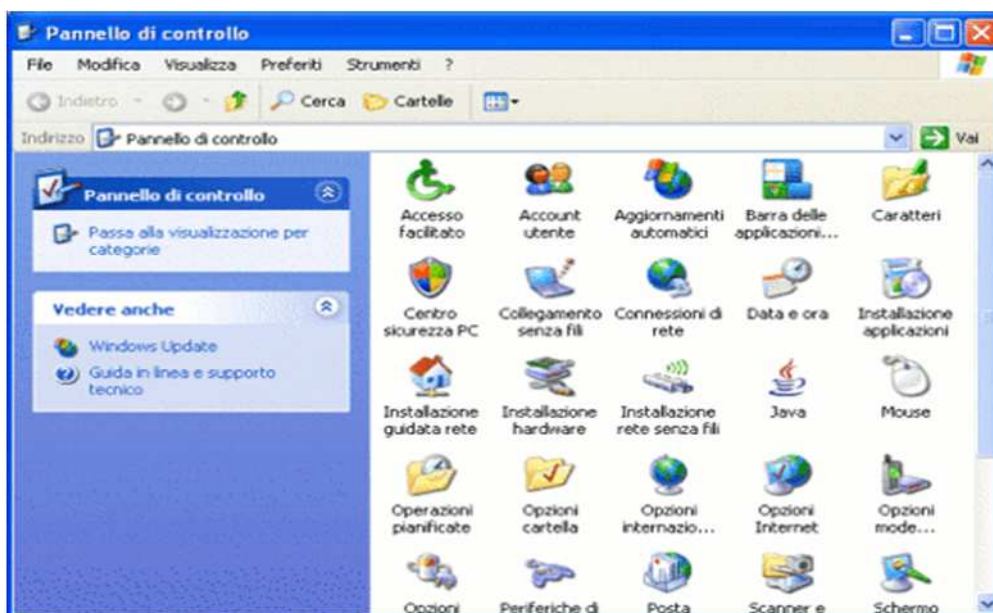 Pannello di controllo
File Modifica Visualizza Preferiti Strumenti ?
Indietro Cerca Cartelle
Indirizzo Pannello di controllo Vai
Pannello di controllo
Passa alla visualizzazione per
categorie
Vedere anche
Windows Update
Guida in linea e supporto
tecnico
Accesso
facilitato
Account
utente
Aggiornamenti
automatici
Barra delle
applicazioni...
Caratteri
Centro
sicurezza PC
Collegamento
senza fili
Connessioni di
rete
Data e ora
Installazione
applicazioni
Installazione
guidata rete
Installazione
hardware
Installazione
rete senza fili
Java
Mouse
Operazioni
pianificate
Opzioni
cartella
Opzioni
internazio...
Opzioni
Internet
Opzioni
mode...
Opzioni
Periferiche di
Posta
Scanner e
Schermo